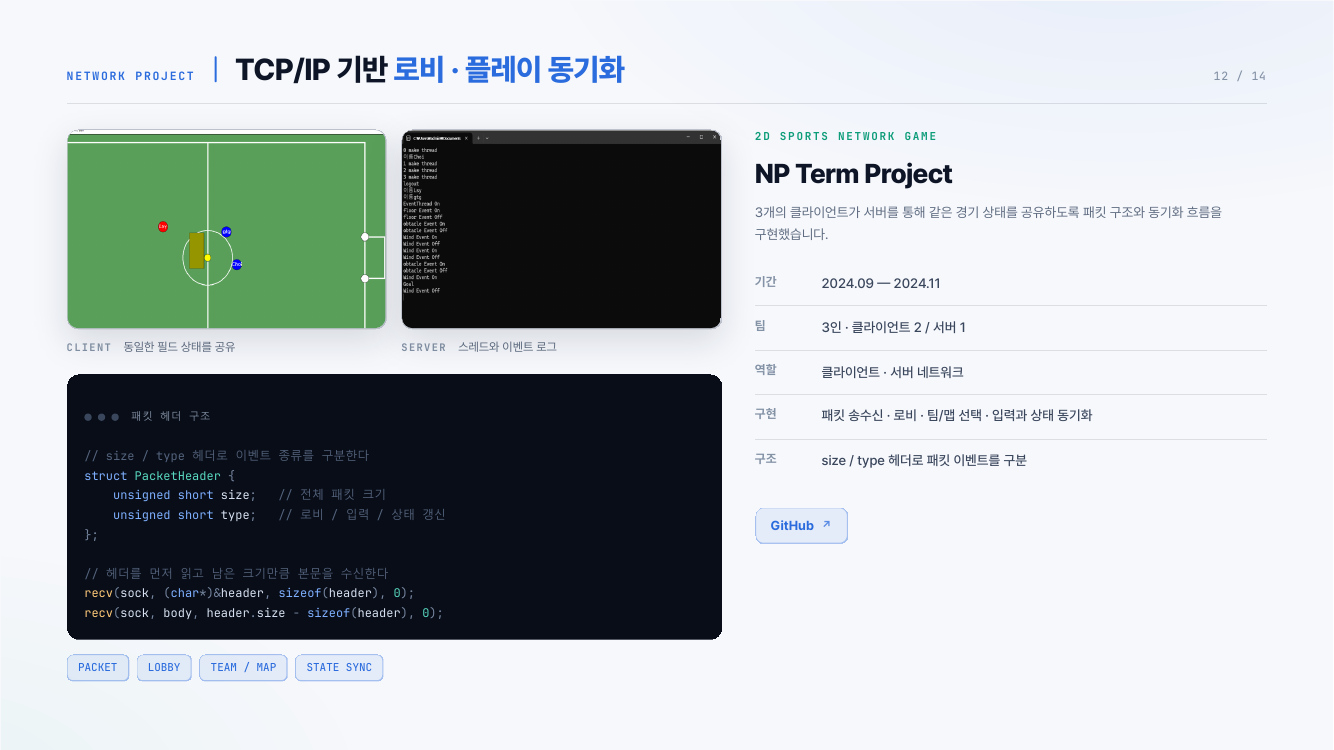 NETWORK PROJECT
TCP/IP 기반 로비 · 플레이 동기화
12 / 14
gtg
Choi
0 make thread
이름Choi
1 make thread
2 make thread
3 make thread
logout
이름gtg
EventThread On
Floor Event On
floor Event Off
obtacle Event On
obtacle Event Off
Wind Event On
Wind Event Off
Wind Event On
Wind Event Off
obtacle Event On
obtacle Event Off
Wind Event On
Goal
Wind Event Off
CLIENT 동일한 필드 상태를 공유
SERVER 스레드와 이벤트 로그
패킷 헤더 구조
// size / type 헤더로 이벤트 종류를 구분한다
struct PacketHeader {
unsigned short size; // 전체 패킷 크기
unsigned short type; // 로비 / 입력 / 상태 갱신
};
// 헤더를 먼저 읽고 남은 크기만큼 본문을 수신한다
recv(sock, (char*)&header, sizeof(header), 0);
recv(sock, body, header.size - sizeof(header), 0);
PACKET
LOBBY
TEAM / MAP
STATE SYNC
2D SPORTS NETWORK GAME
NP Term Project
3개의 클라이언트가 서버를 통해 같은 경기 상태를 공유하도록 패킷 구조와 동기화 흐름을
구현했습니다.
기간 2024.09 — 2024.11
팀 3인 · 클라이언트 2 / 서버 1
역할 클라이언트 · 서버 네트워크
구현 패킷 송수신 · 로비 · 팀/맵 선택 · 입력과 상태 동기화
구조 size / type 헤더로 패킷 이벤트를 구분
GitHub ↗